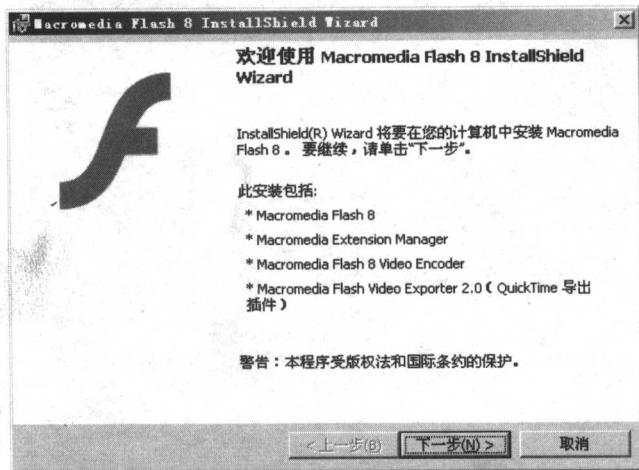 Macromedia Flash 8 InstallShield Wizard
欢迎使用 Macromedia Flash 8 InstallShield
Wizard
InstallShield(R) Wizard 将要在您的计算机中安装 Macromedia
Flash 8 。 要继续，请单击“下一步”。
此安装包括:
* Macromedia Flash 8
* Macromedia Extension Manager
* Macromedia Flash 8 Video Encoder
* Macromedia Flash Video Exporter 2.0（ QuickTime 导出
插件 ）
警告：本程序受版权法和国际条约的保护。
<上一步(B)
下一步(N) >
取消